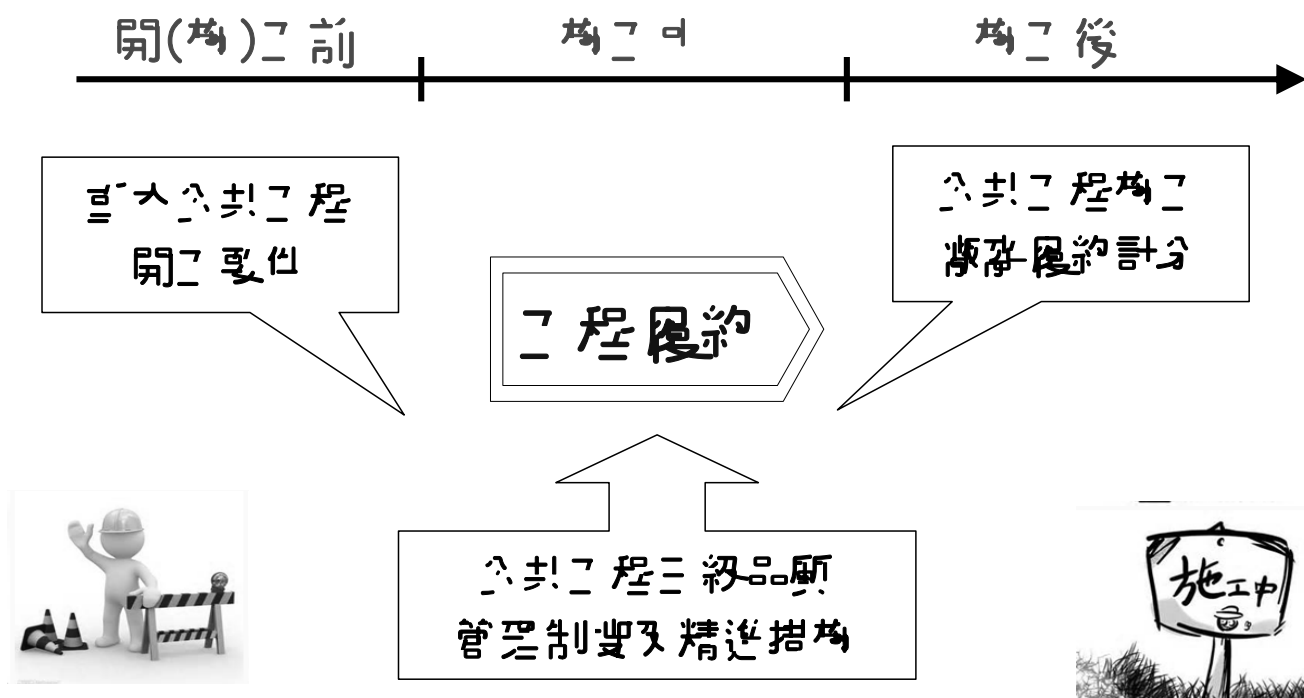 開(施)工前
施工中
施工後
重大公共工程
開工要件
公共工程施工
廠商履約計分
工程履約
公共工程三級品質
管理制度及精進措施
施工中